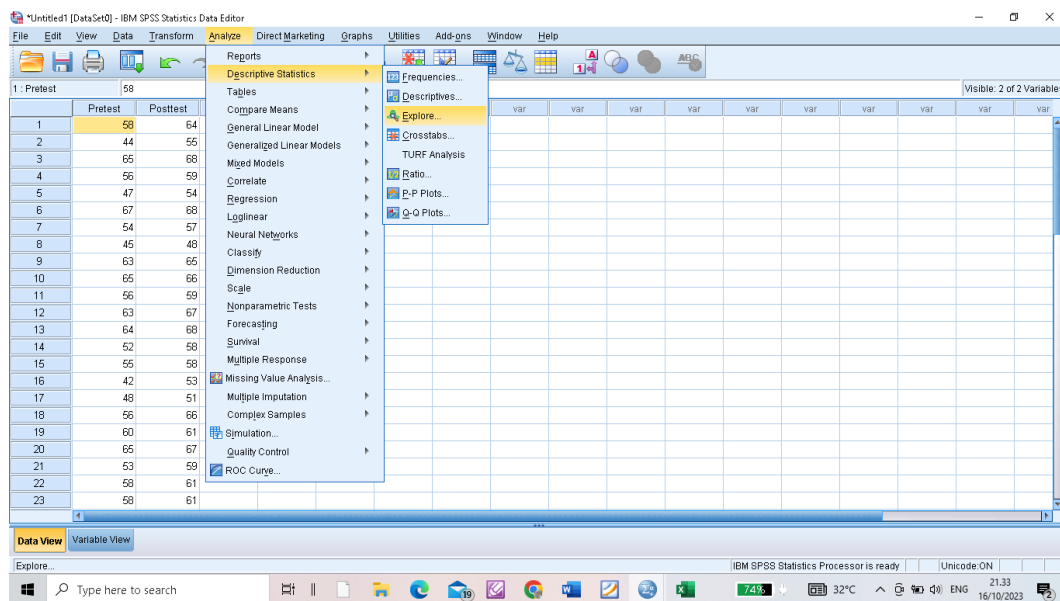 *Untitled1 [DataSet0] - IBM SPSS Statistics Data Editor
File Edit View Data Transform Analyze Direct Marketing Graphs Utilities Add-ons Window Help
1 : Pretest 58 Visible: 2 of 2 Variables
Pretest Posttest var var var var var var var var
1 58 64
2 44 55
3 65 68
4 56 59
5 47 54
6 67 68
7 54 57
8 45 48
9 63 65
10 65 66
11 56 59
12 63 67
13 64 68
14 52 58
15 55 58
16 42 53
17 48 51
18 56 66
19 60 61
20 65 67
21 53 59
22 58 61
23 58 61
Reports
Descriptive Statistics
Tables
Compare Means
General Linear Model
Generalized Linear Models
Mixed Models
Correlate
Regression
Loglinear
Neural Networks
Classify
Dimension Reduction
Scale
Nonparametric Tests
Forecasting
Survival
Multiple Response
Missing Value Analysis...
Multiple Imputation
Complex Samples
Simulation...
Quality Control
ROC Curve...
Frequencies...
Descriptives...
Explore...
Crosstabs...
TURF Analysis
Ratio...
P-P Plots...
Q-Q Plots...
Data View Variable View
Explore... IBM SPSS Statistics Processor is ready Unicode:ON
Type here to search 19 74% 32°C ENG 21.33
16/10/2023 2